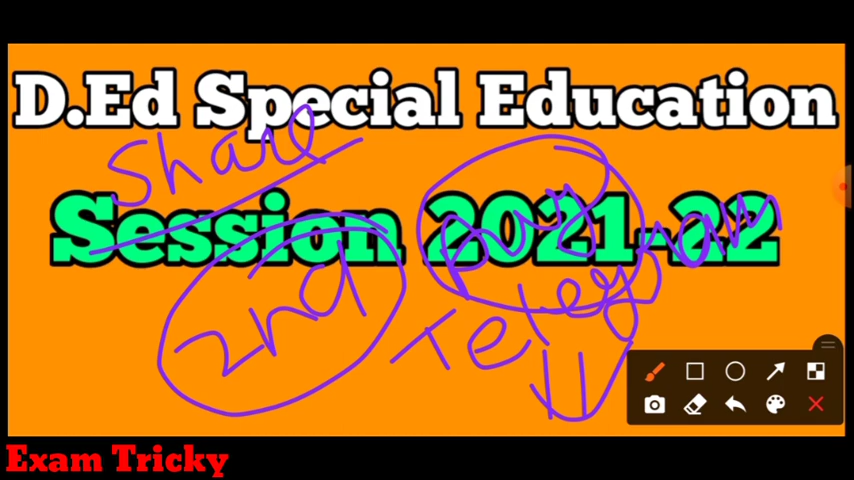 D.Ed Special Education
Share
Session 2021-22
2nd
Telegram
Exam Tricky